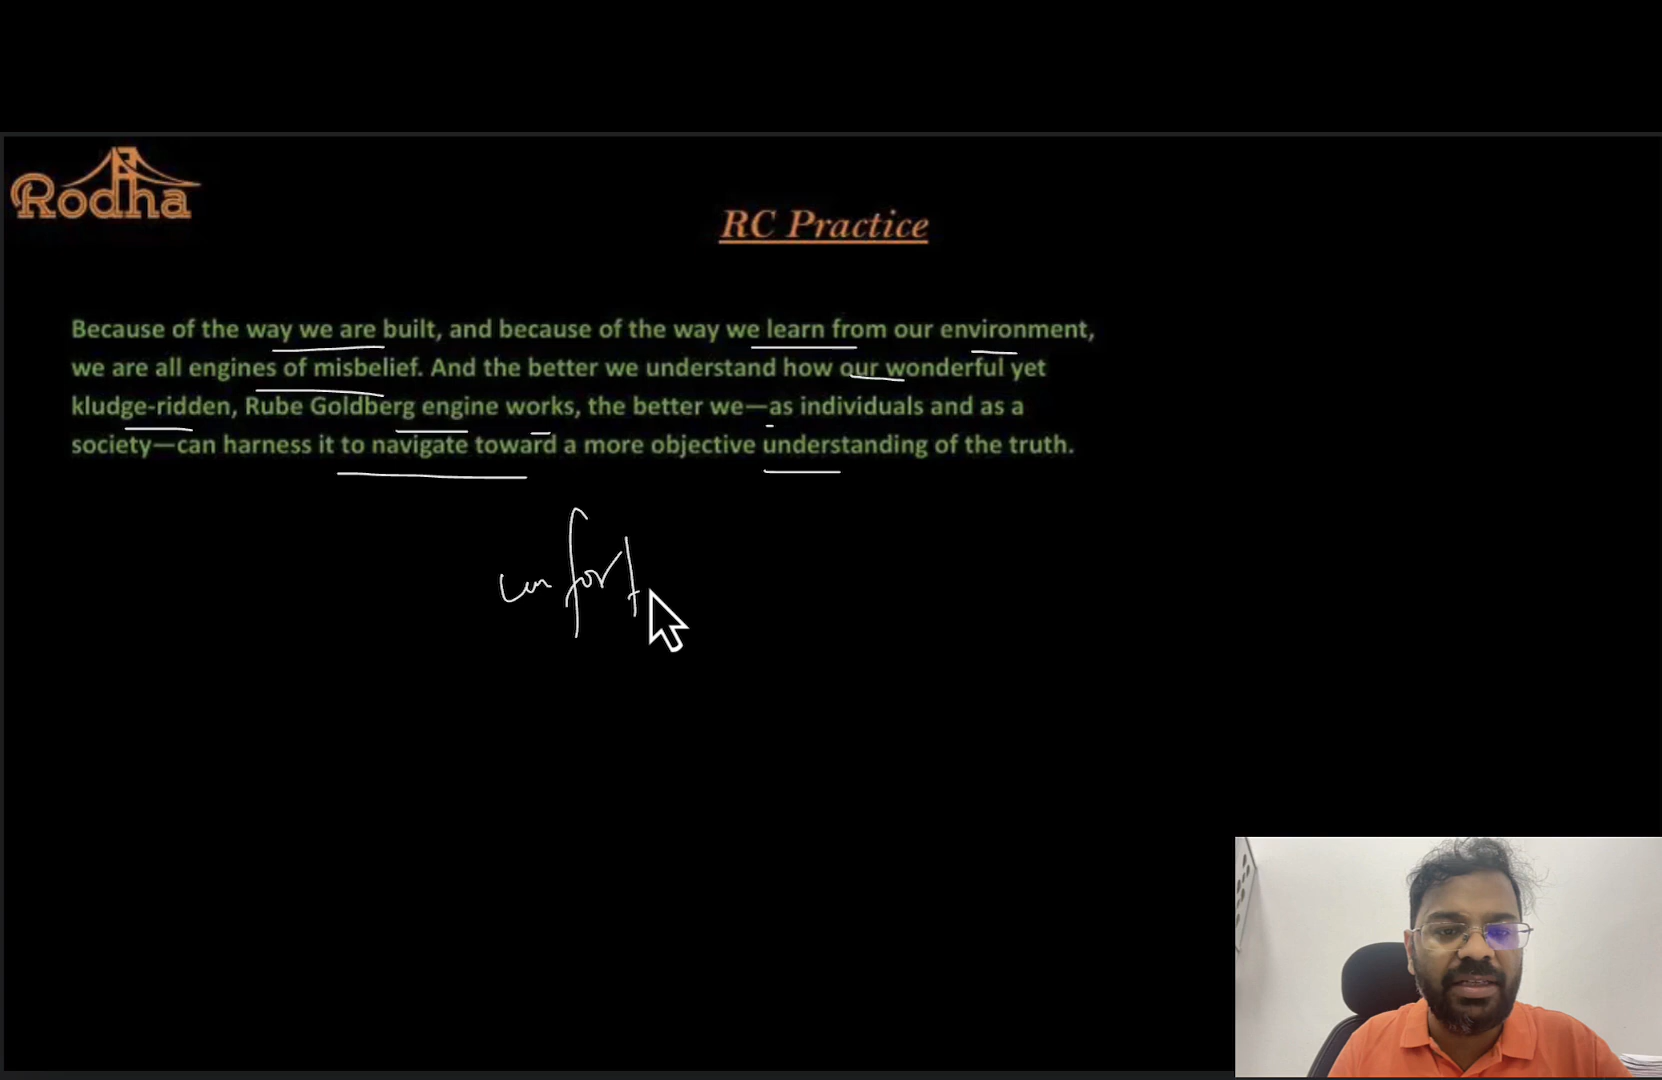 Rodha
RC Practice
Because of the way we are built, and because of the way we learn from our environment,
we are all engines of misbelief. And the better we understand how our wonderful yet
kludge-ridden, Rube Goldberg engine works, the better we—as individuals and as a
society—can harness it to navigate toward a more objective understanding of the truth.